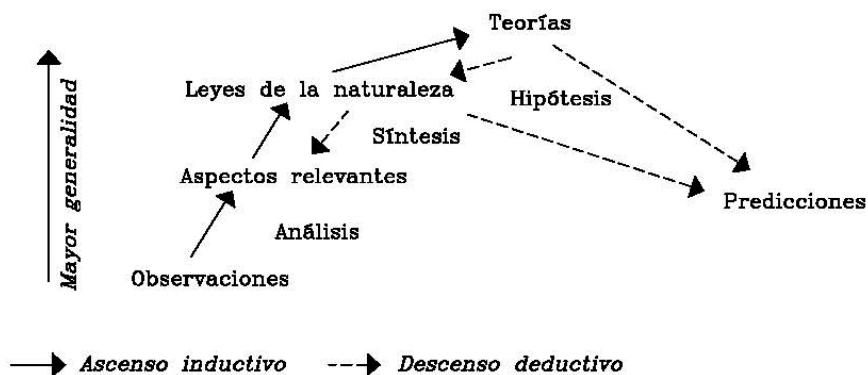 Teorías
Leyes de la naturaleza
Hipótesis
Síntesis
Aspectos relevantes
Predicciones
Análisis
Observaciones
Mayor generalidad
Ascenso inductivo
Descenso deductivo